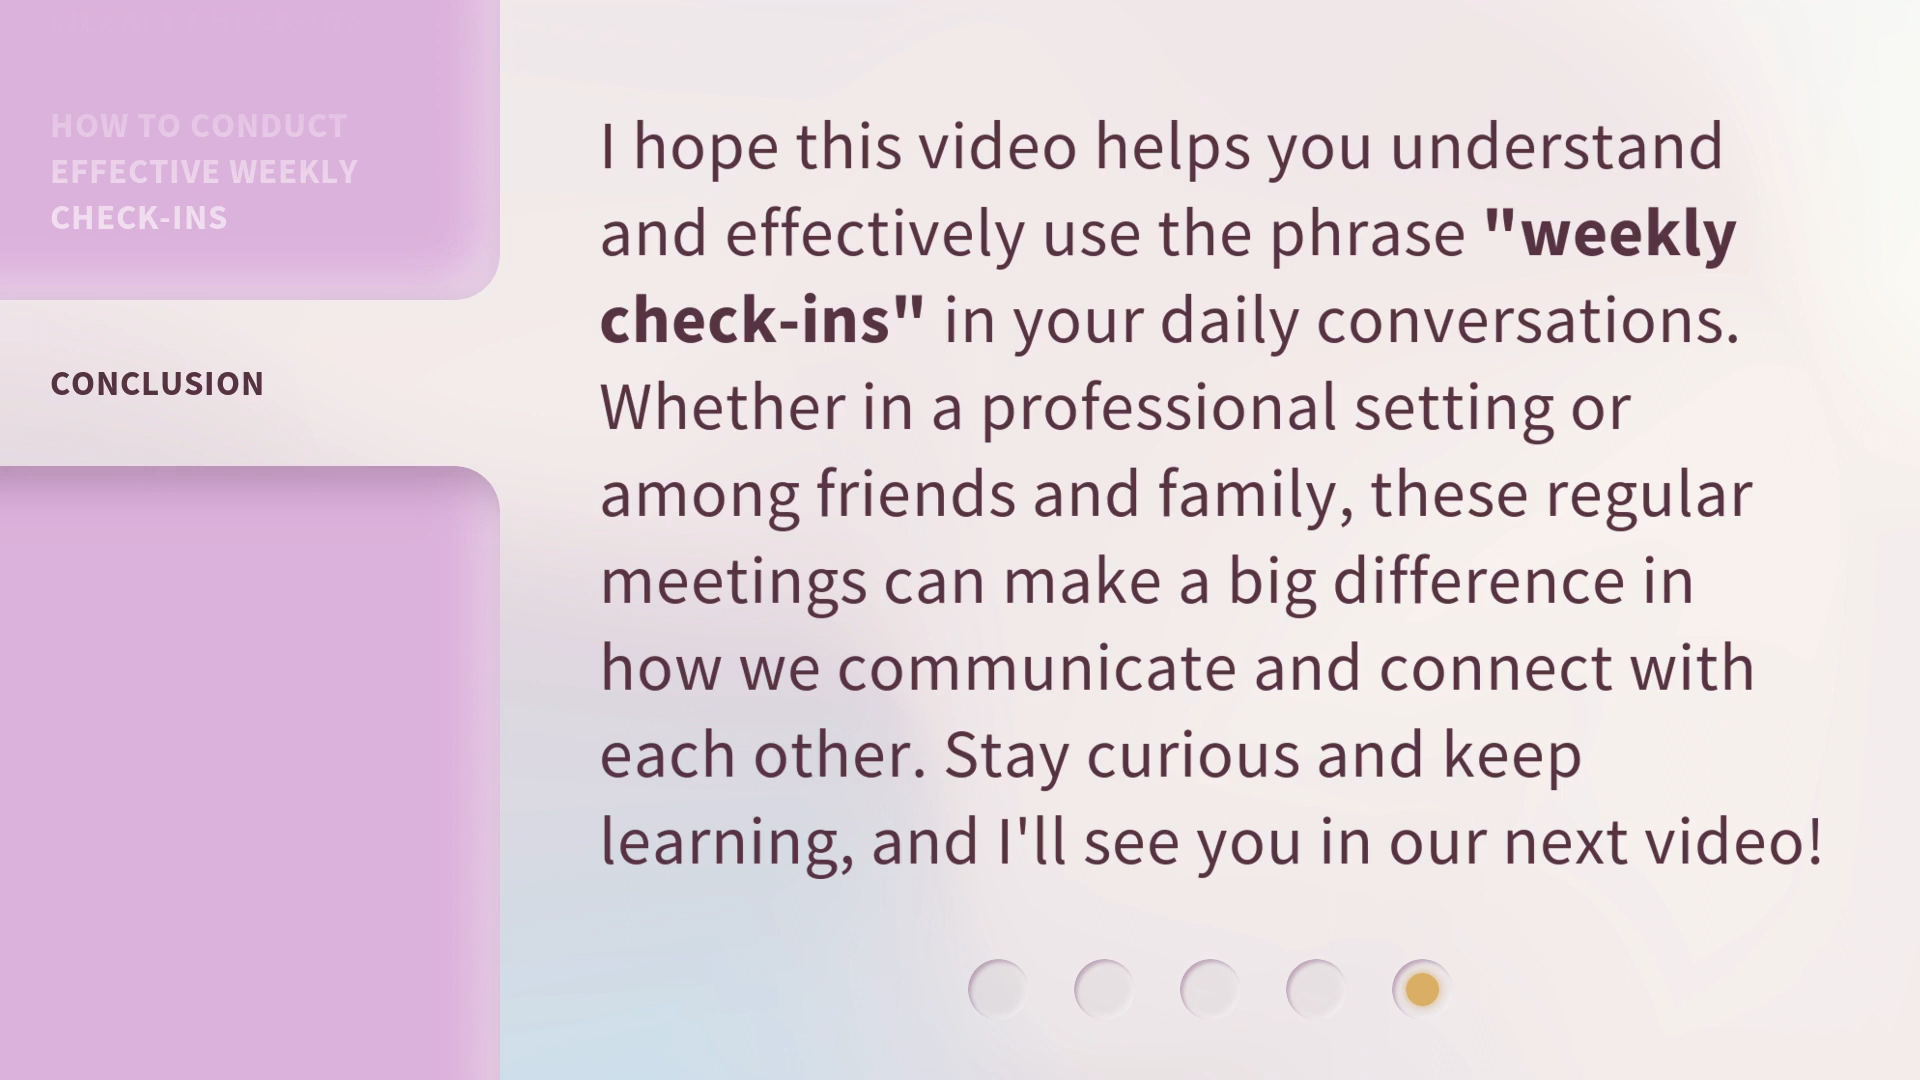 HOW TO CONDUCT
EFFECTIVE WEEKLY
CHECK-INS
CONCLUSION
I hope this video helps you understand
and effectively use the phrase "weekly
check-ins" in your daily conversations.
Whether in a professional setting or
among friends and family, these regular
meetings can make a big difference in
how we communicate and connect with
each other. Stay curious and keep
learning, and I'll see you in our next video!